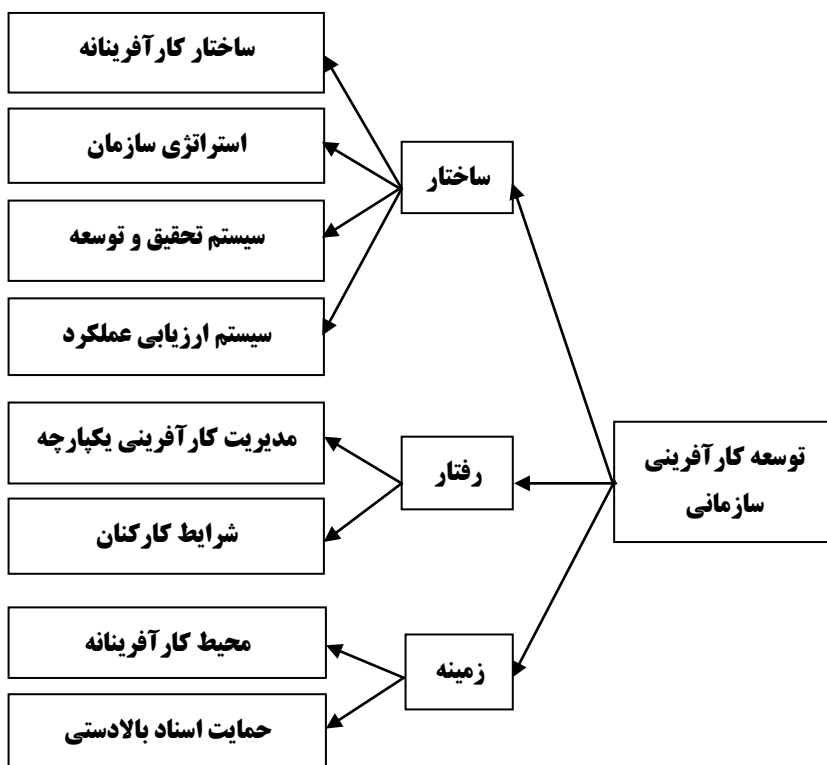 توسعه کارآفرینی
سازمانی
ساختار
ساختار کارآفرینانه
استراتژی سازمان
سیستم تحقیق و توسعه
سیستم ارزیابی عملکرد
رفتار
مدیریت کارآفرینی یکپارچه
شرایط کارکنان
زمینه
محیط کارآفرینانه
حمایت اسناد بالادستی